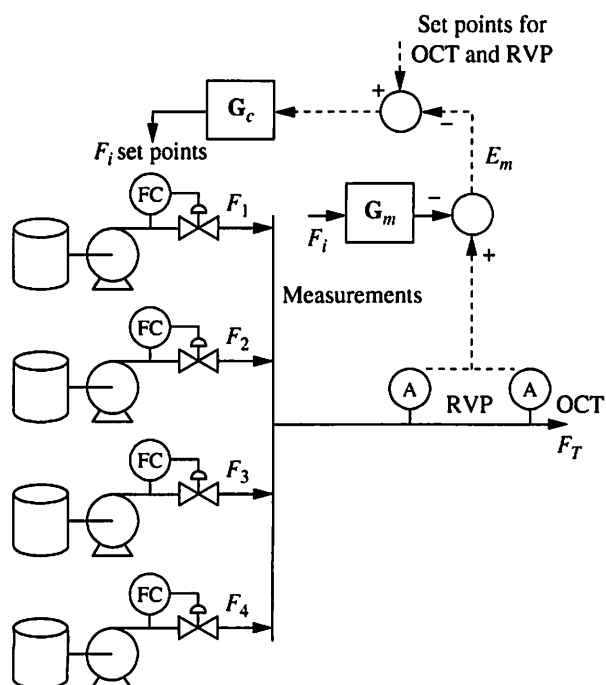 Set points for
OCT and RVP
+
G_c
−
F_i set points
E_m
FC
F_1
G_m
−
F_i
+
Measurements
FC
F_2
A
RVP
A
OCT
F_T
FC
F_3
FC
F_4